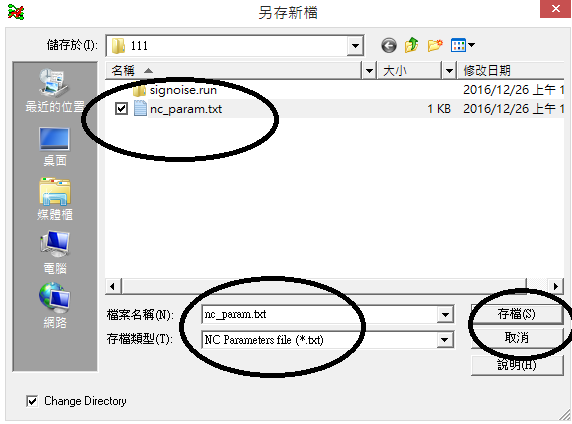 另存新檔
儲存於(I):
111
名稱
大小
修改日期
signoise.run
2016/12/26 上午 1
nc_param.txt
1 KB
2016/12/26 上午 1
最近的位置
桌面
媒體櫃
電腦
網路
檔案名稱(N):
nc_param.txt
存檔(S)
存檔類型(T):
NC Parameters file (*.txt)
取消
說明(H)
Change Directory